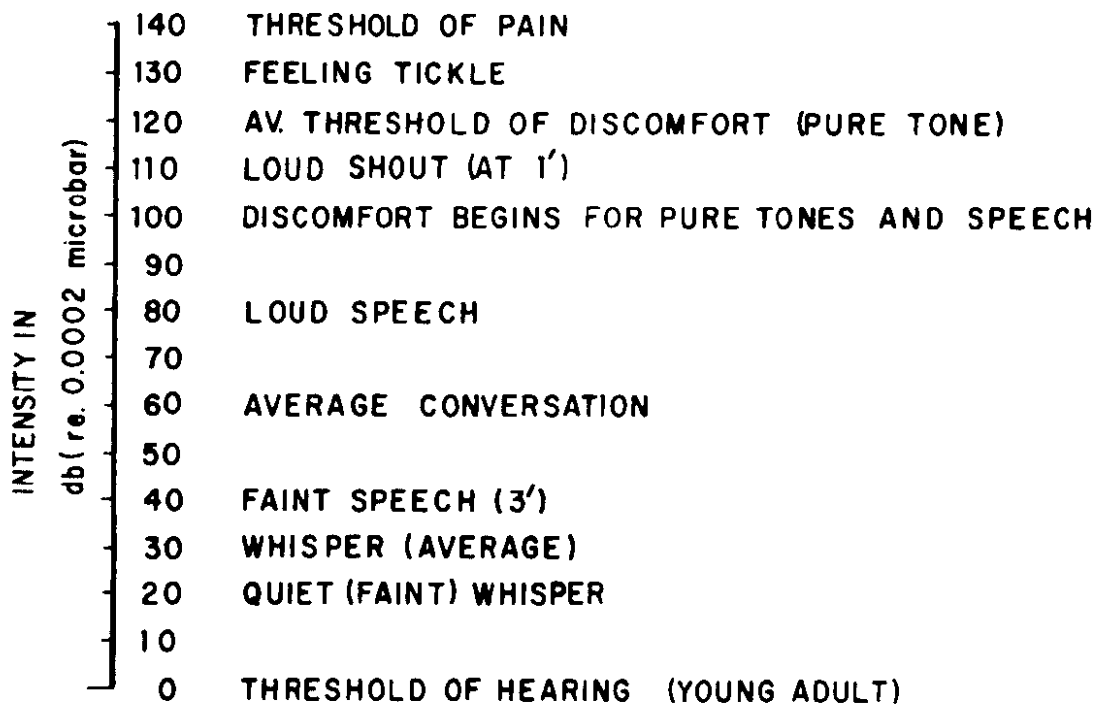 140 THRESHOLD OF PAIN
130 FEELING TICKLE
120 AV. THRESHOLD OF DISCOMFORT (PURE TONE)
110 LOUD SHOUT (AT 1')
100 DISCOMFORT BEGINS FOR PURE TONES AND SPEECH
90
80 LOUD SPEECH
70
60 AVERAGE CONVERSATION
50
40 FAINT SPEECH (3')
30 WHISPER (AVERAGE)
20 QUIET (FAINT) WHISPER
10
0 THRESHOLD OF HEARING (YOUNG ADULT)
INTENSITY IN
db(re. 0.0002 microbar)